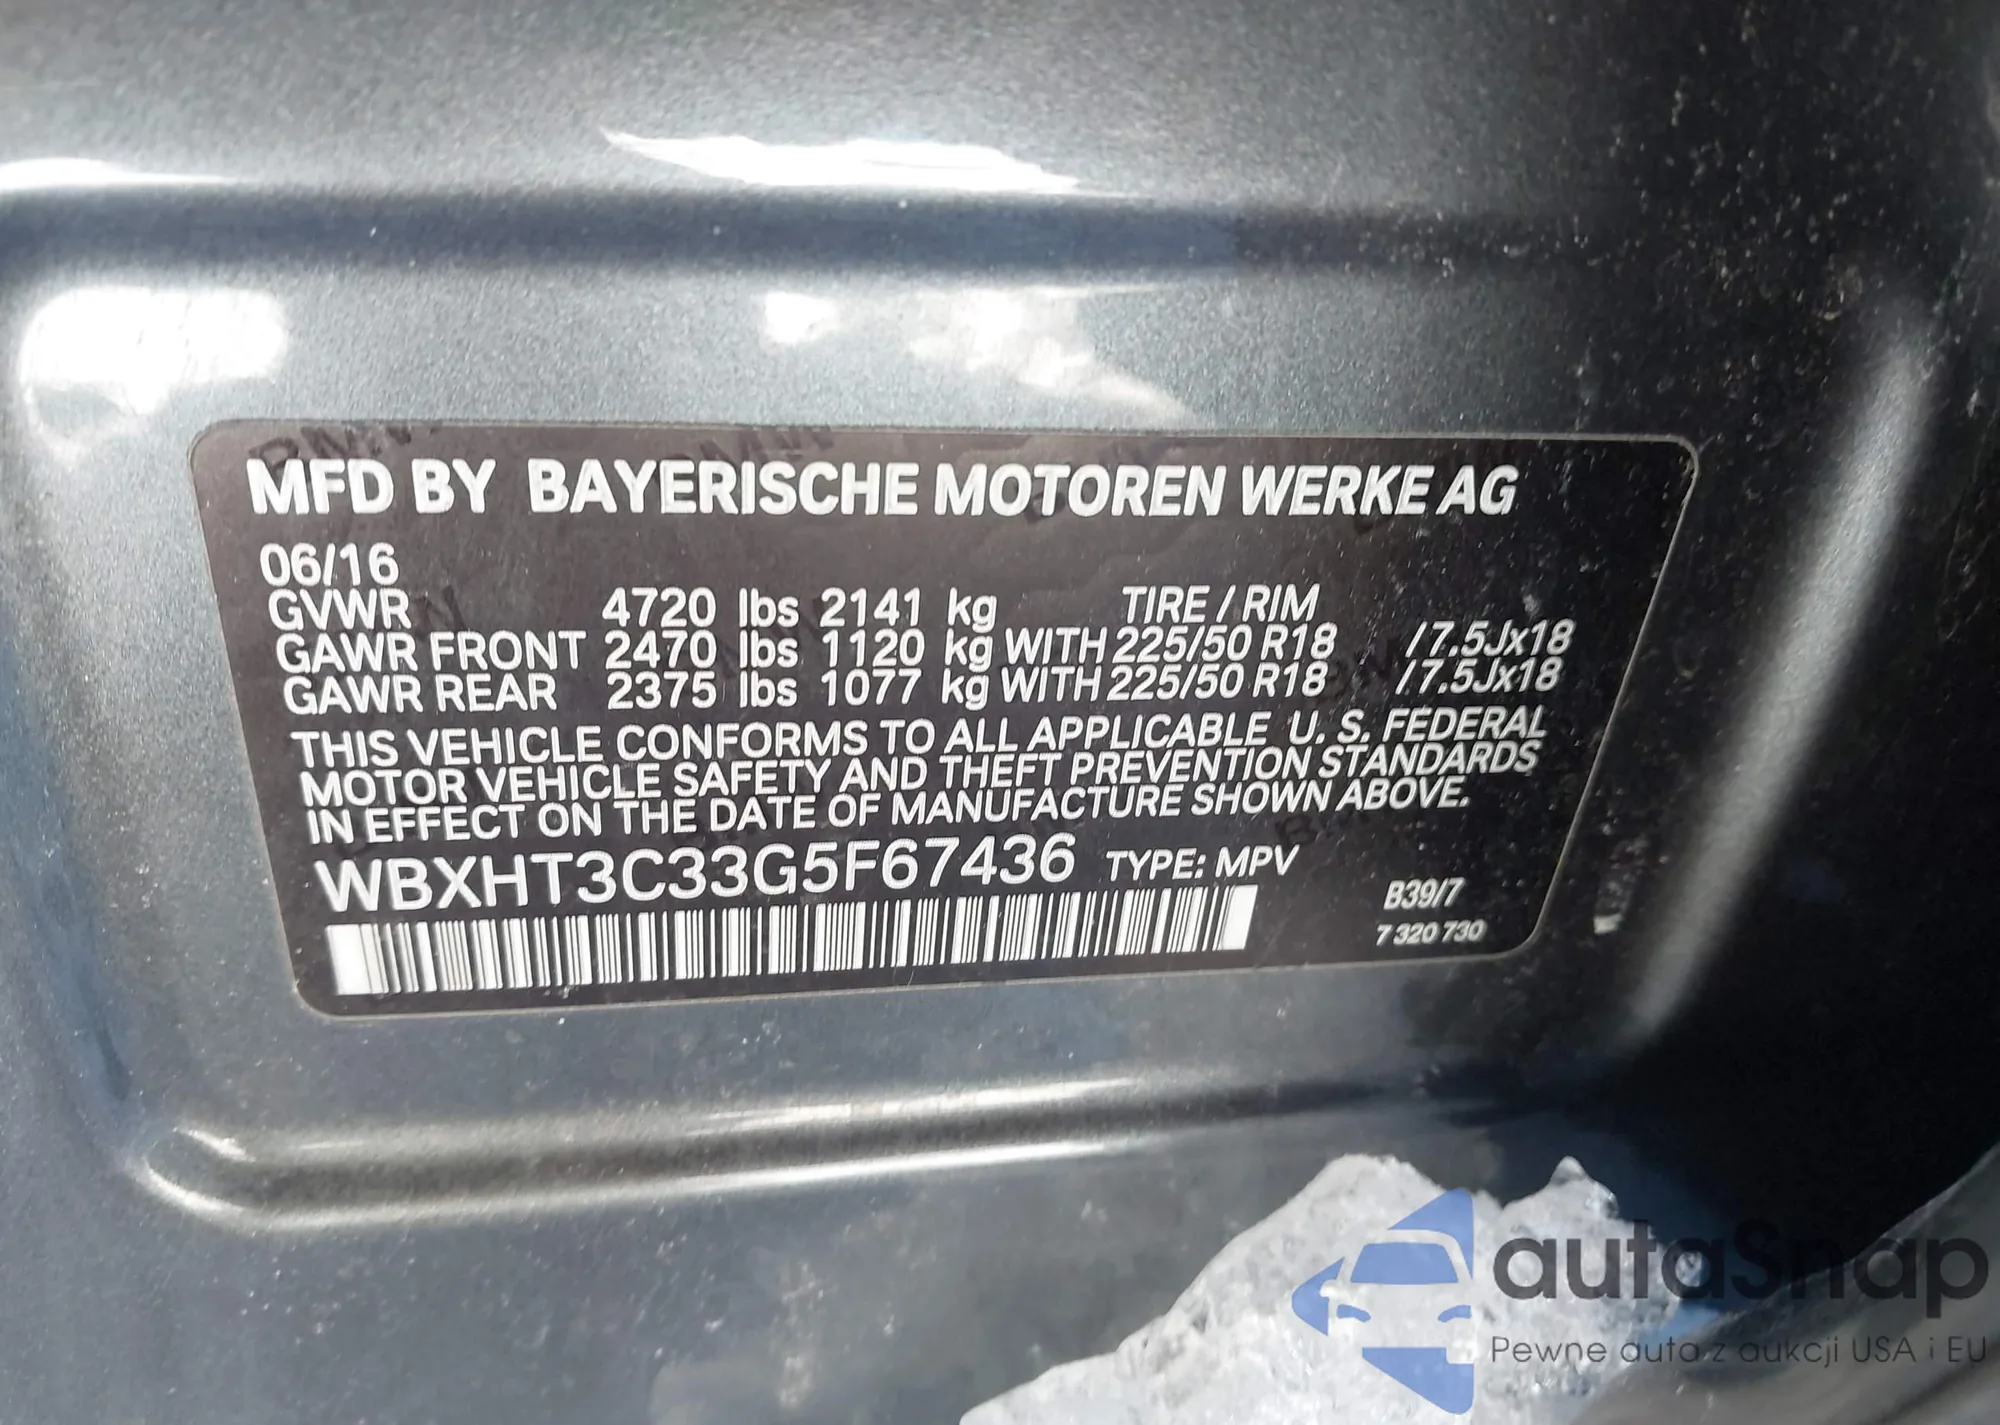 MFD BY BAYERISCHE MOTOREN WERKE AG
06/16
GVWR 4720 lbs 2141 kg TIRE / RIM
GAWR FRONT 2470 lbs 1120 kg WITH 225/50 R18 /7.5Jx18
GAWR REAR 2375 lbs 1077 kg WITH 225/50 R18 /7.5Jx18
THIS VEHICLE CONFORMS TO ALL APPLICABLE U. S. FEDERAL
MOTOR VEHICLE SAFETY AND THEFT PREVENTION STANDARDS
IN EFFECT ON THE DATE OF MANUFACTURE SHOWN ABOVE.
WBXHT3C33G5F67436 TYPE: MPV
B39/7
7 320 730
autaSnap
Pewne auta z aukcji USA i EU